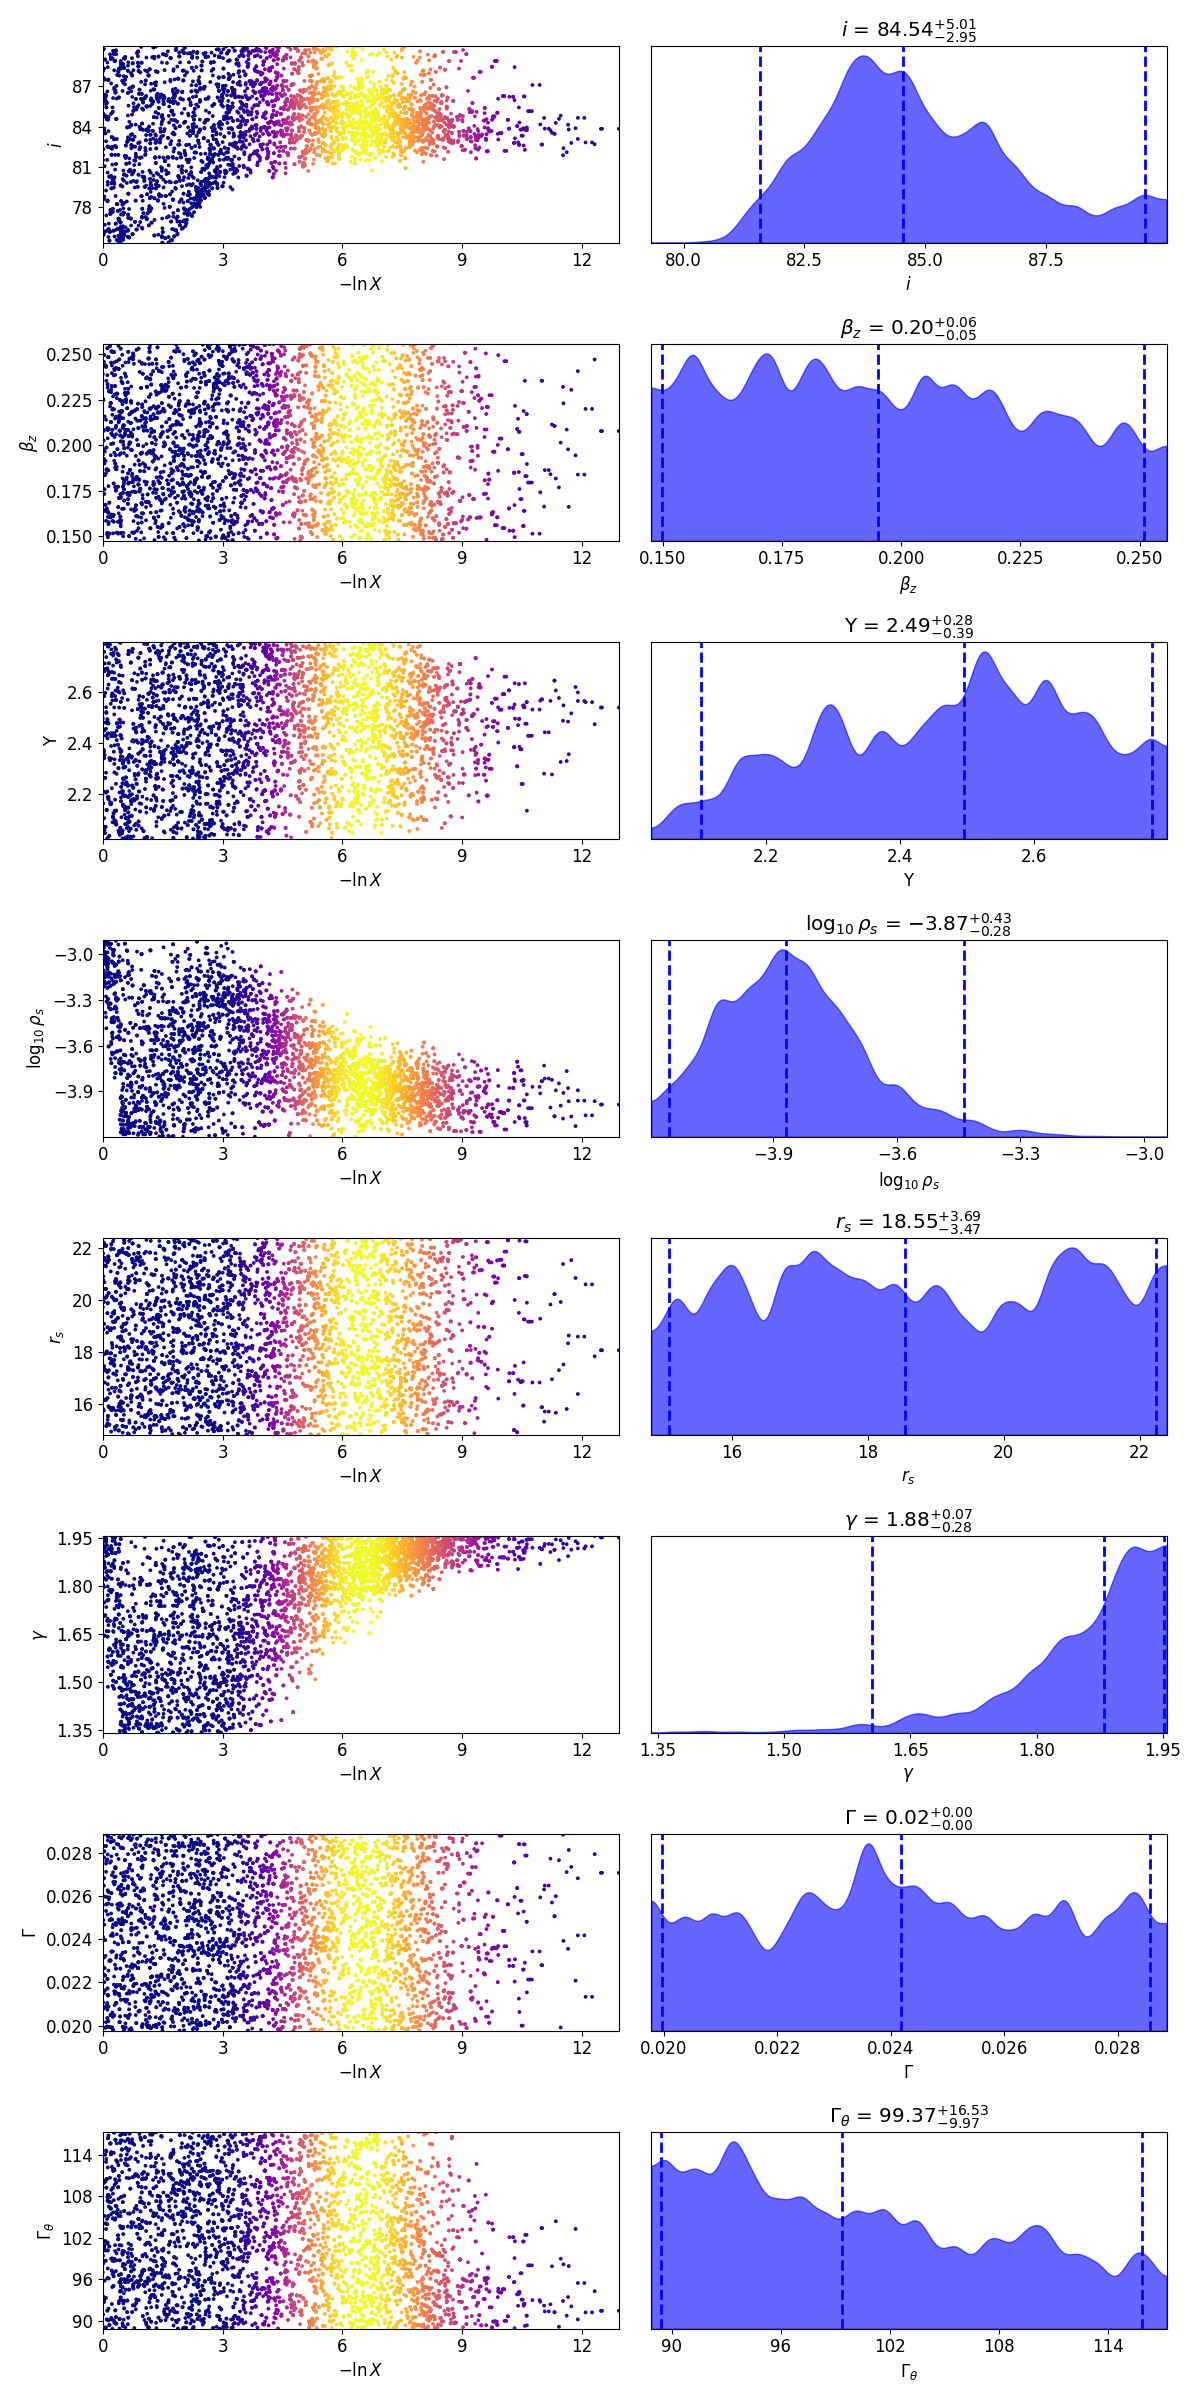 i = 84.54 +5.01 −2.95
87
84
81
78
i
0 3 6 9 12
−ln X
80.0 82.5 85.0 87.5
i
β_z = 0.20 +0.06 −0.05
0.250
0.225
0.200
0.175
0.150
β_z
0 3 6 9 12
−ln X
0.150 0.175 0.200 0.225 0.250
β_z
Υ = 2.49 +0.28 −0.39
2.6
2.4
2.2
Υ
0 3 6 9 12
−ln X
2.2 2.4 2.6
Υ
log₁₀ ρ_s = −3.87 +0.43 −0.28
−3.0
−3.3
−3.6
−3.9
log₁₀ ρ_s
0 3 6 9 12
−ln X
−3.9 −3.6 −3.3 −3.0
log₁₀ ρ_s
r_s = 18.55 +3.69 −3.47
22
20
18
16
r_s
0 3 6 9 12
−ln X
16 18 20 22
r_s
γ = 1.88 +0.07 −0.28
1.95
1.80
1.65
1.50
1.35
γ
0 3 6 9 12
−ln X
1.35 1.50 1.65 1.80 1.95
γ
Γ = 0.02 +0.00 −0.00
0.028
0.026
0.024
0.022
0.020
Γ
0 3 6 9 12
−ln X
0.020 0.022 0.024 0.026 0.028
Γ
Γ_θ = 99.37 +16.53 −9.97
114
108
102
96
90
Γ_θ
0 3 6 9 12
−ln X
90 96 102 108 114
Γ_θ